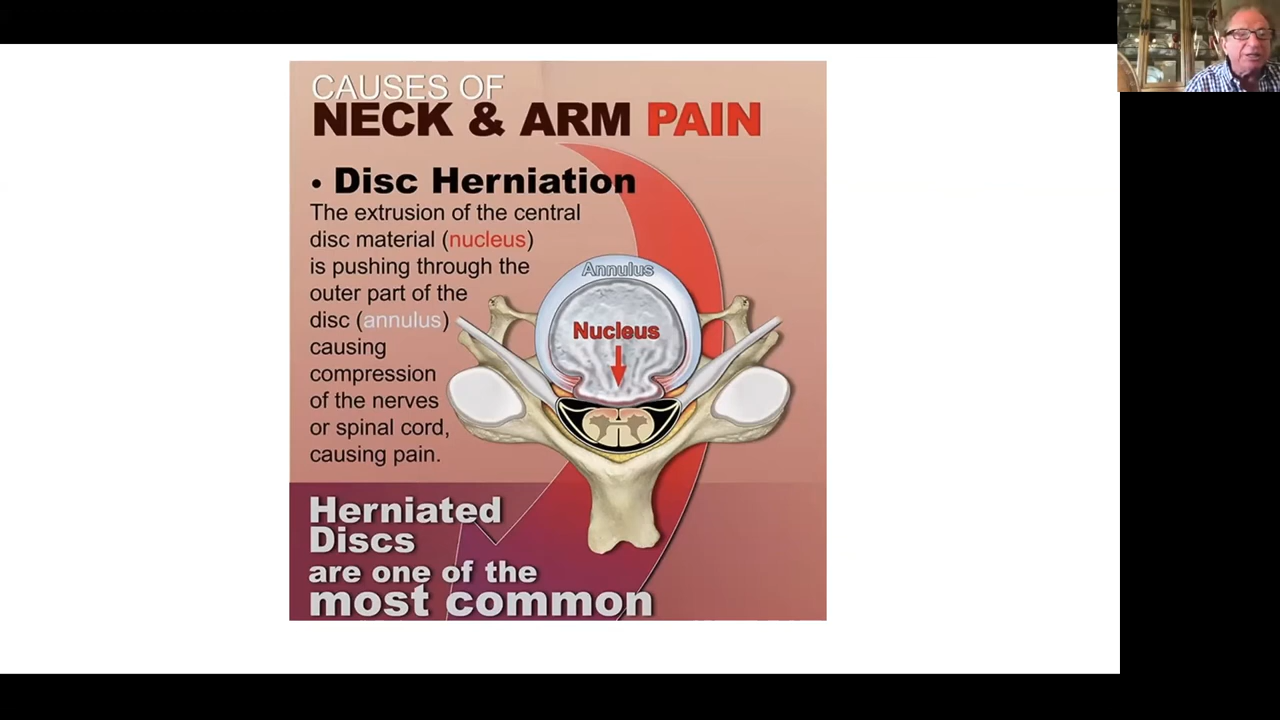 CAUSES OF
NECK & ARM PAIN
• Disc Herniation
The extrusion of the central
disc material (nucleus)
is pushing through the
outer part of the
disc (annulus)
causing
compression
of the nerves
or spinal cord,
causing pain.
Annulus
Nucleus
Herniated
Discs
are one of the
most common